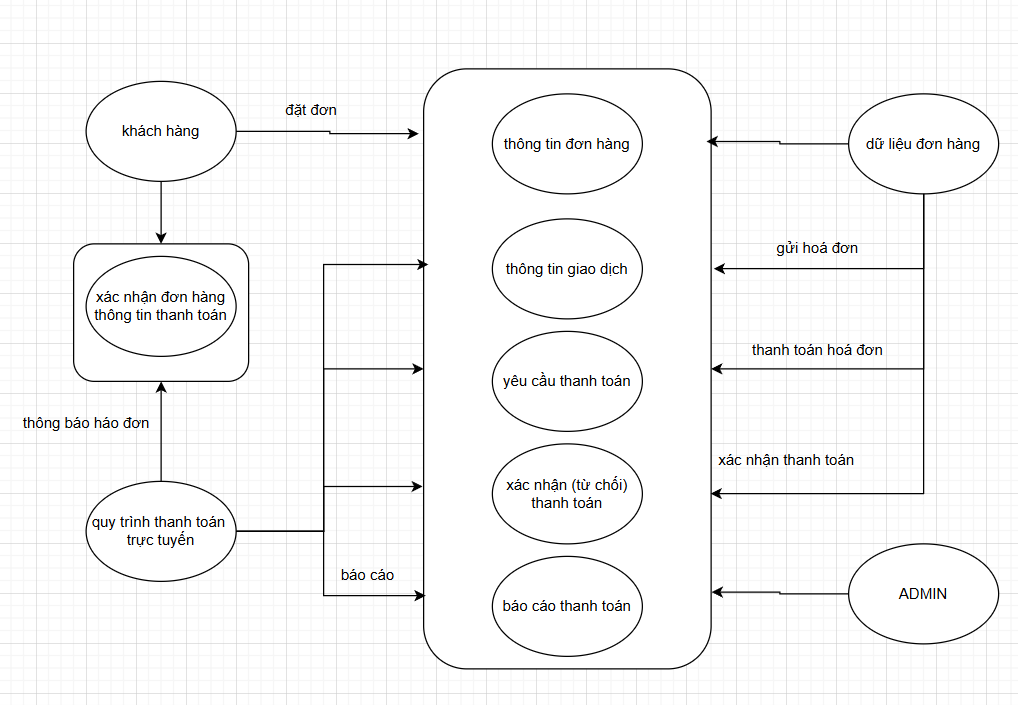 đặt đơn
khách hàng
thông tin đơn hàng
dữ liệu đơn hàng
gửi hoá đơn
thông tin giao dịch
xác nhận đơn hàng
thông tin thanh toán
thanh toán hoá đơn
yêu cầu thanh toán
thông báo háo đơn
xác nhận thanh toán
xác nhận (từ chối)
thanh toán
quy trình thanh toán
trực tuyến
báo cáo
báo cáo thanh toán
ADMIN